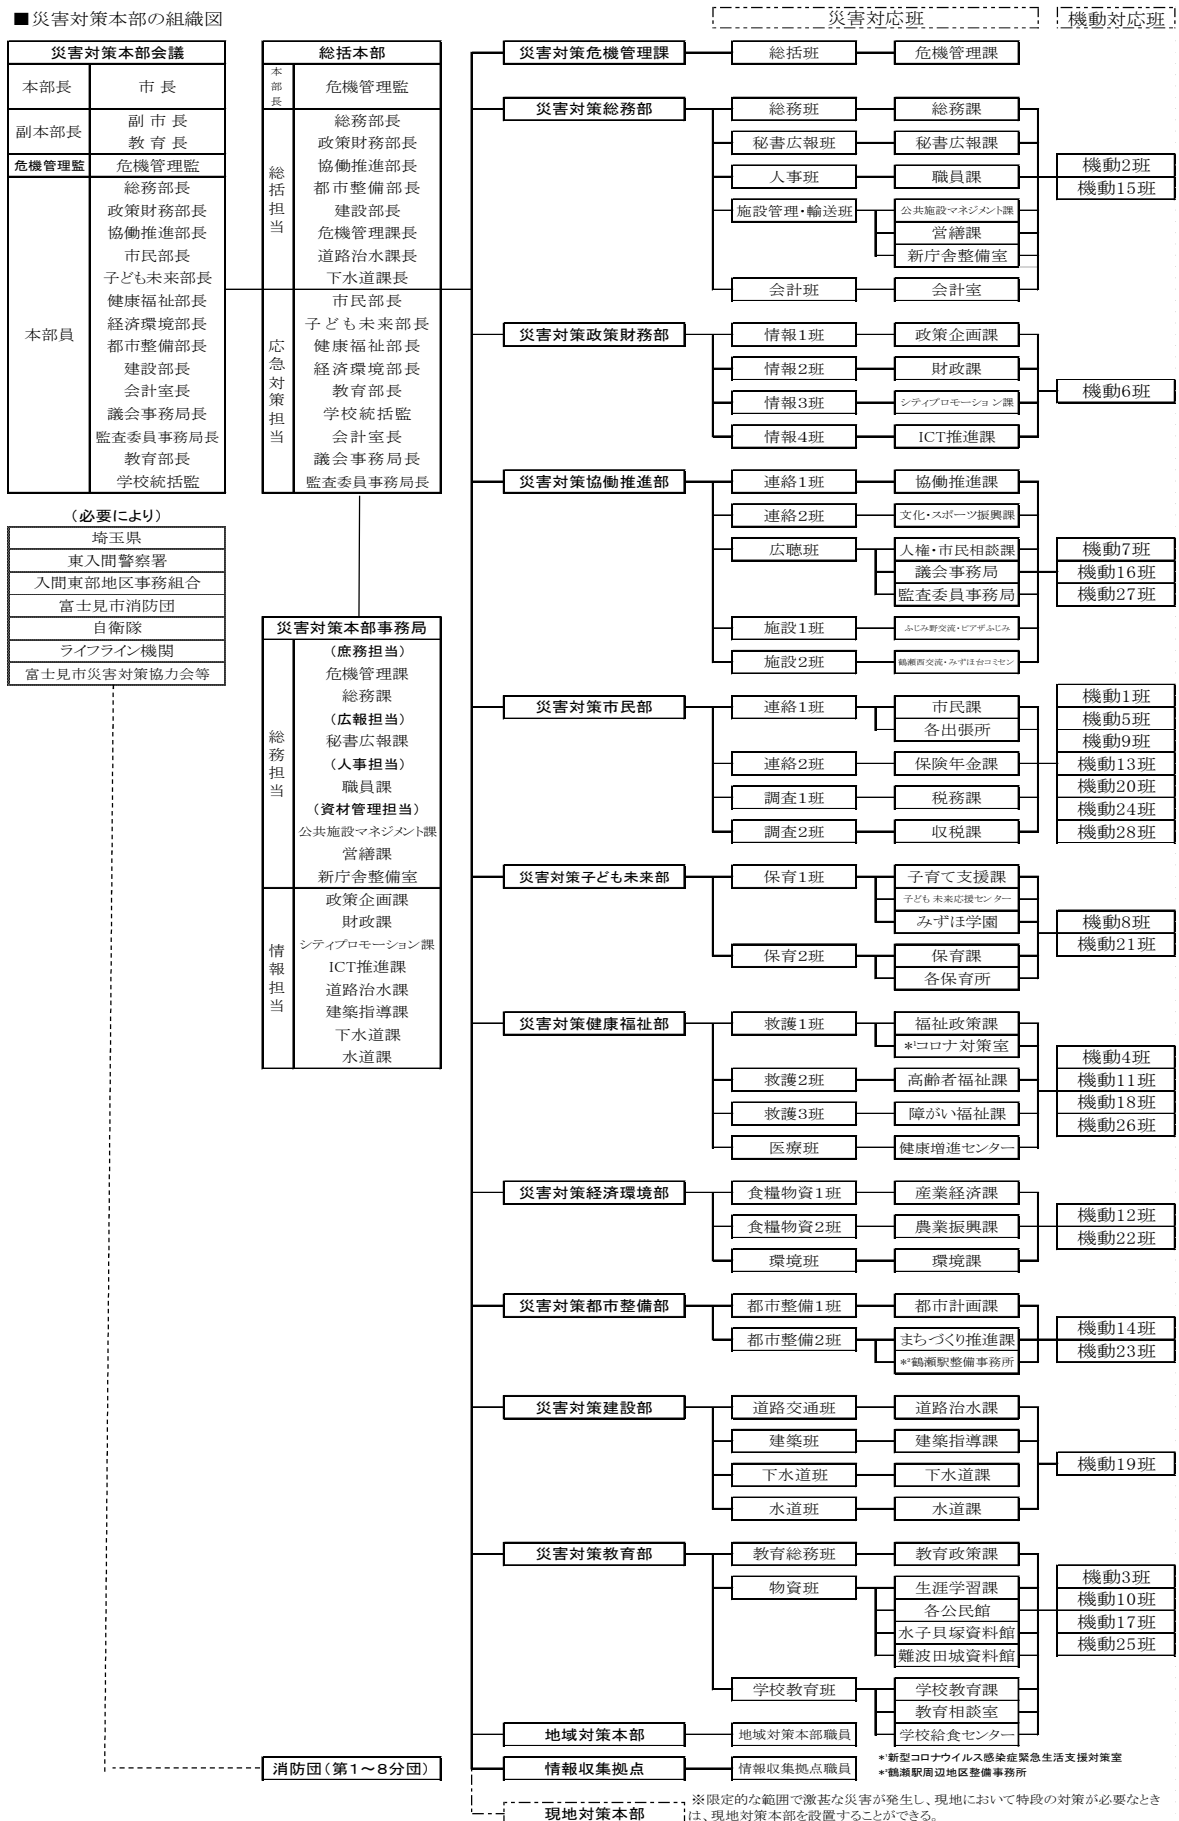 ■災害対策本部の組織図
災害対応班
機動対応班
災害対策本部会議
本部長
市 長
副本部長
副 市 長
教 育 長
危機管理監
危機管理監
本部員
総務部長
政策財務部長
協働推進部長
市民部長
子ども未来部長
健康福祉部長
経済環境部長
都市整備部長
建設部長
会計室長
議会事務局長
監査委員事務局長
教育部長
学校統括監
(必要により)
埼玉県
東入間警察署
入間東部地区事務組合
富士見市消防団
自衛隊
ライフライン機関
富士見市災害対策協力会等
総括本部
本部長
危機管理監
総括担当
総務部長
政策財務部長
協働推進部長
都市整備部長
建設部長
危機管理課長
道路治水課長
下水道課長
応急対策担当
市民部長
子ども未来部長
健康福祉部長
経済環境部長
教育部長
学校統括監
会計室長
議会事務局長
監査委員事務局長
災害対策本部事務局
総務担当
(庶務担当)
危機管理課
総務課
(広報担当)
秘書広報課
(人事担当)
職員課
(資材管理担当)
公共施設マネジメント課
営繕課
新庁舎整備室
情報担当
政策企画課
財政課
シティプロモーション課
ICT推進課
道路治水課
建築指導課
下水道課
水道課
消防団(第1~8分団)
災害対策危機管理課
総括班
危機管理課
災害対策総務部
総務班
総務課
秘書広報班
秘書広報課
人事班
職員課
施設管理・輸送班
公共施設マネジメント課
営繕課
新庁舎整備室
会計班
会計室
機動2班
機動15班
災害対策政策財務部
情報1班
政策企画課
情報2班
財政課
情報3班
シティプロモーション課
情報4班
ICT推進課
機動6班
災害対策協働推進部
連絡1班
協働推進課
連絡2班
文化・スポーツ振興課
広聴班
人権・市民相談課
議会事務局
監査委員事務局
施設1班
ふじみ野交流・ピアザふじみ
施設2班
鶴瀬西交流・みずほ台コミセン
機動7班
機動16班
機動27班
災害対策市民部
連絡1班
市民課
各出張所
連絡2班
保険年金課
調査1班
税務課
調査2班
収税課
機動1班
機動5班
機動9班
機動13班
機動20班
機動24班
機動28班
災害対策子ども未来部
保育1班
子育て支援課
子ども未来応援センター
みずほ学園
保育2班
保育課
各保育所
機動8班
機動21班
災害対策健康福祉部
救護1班
福祉政策課
*¹コロナ対策室
救護2班
高齢者福祉課
救護3班
障がい福祉課
医療班
健康増進センター
機動4班
機動11班
機動18班
機動26班
災害対策経済環境部
食糧物資1班
産業経済課
食糧物資2班
農業振興課
環境班
環境課
機動12班
機動22班
災害対策都市整備部
都市整備1班
都市計画課
都市整備2班
まちづくり推進課
*²鶴瀬駅整備事務所
機動14班
機動23班
災害対策建設部
道路交通班
道路治水課
建築班
建築指導課
下水道班
下水道課
水道班
水道課
機動19班
災害対策教育部
教育総務班
教育政策課
物資班
生涯学習課
各公民館
水子貝塚資料館
難波田城資料館
学校教育班
学校教育課
教育相談室
学校給食センター
機動3班
機動10班
機動17班
機動25班
地域対策本部
地域対策本部職員
情報収集拠点
情報収集拠点職員
*¹新型コロナウイルス感染症緊急生活支援対策室
*²鶴瀬駅周辺地区整備事務所
現地対策本部
※限定的な範囲で激甚な災害が発生し、現地において特段の対策が必要なとき
は、現地対策本部を設置することができる。